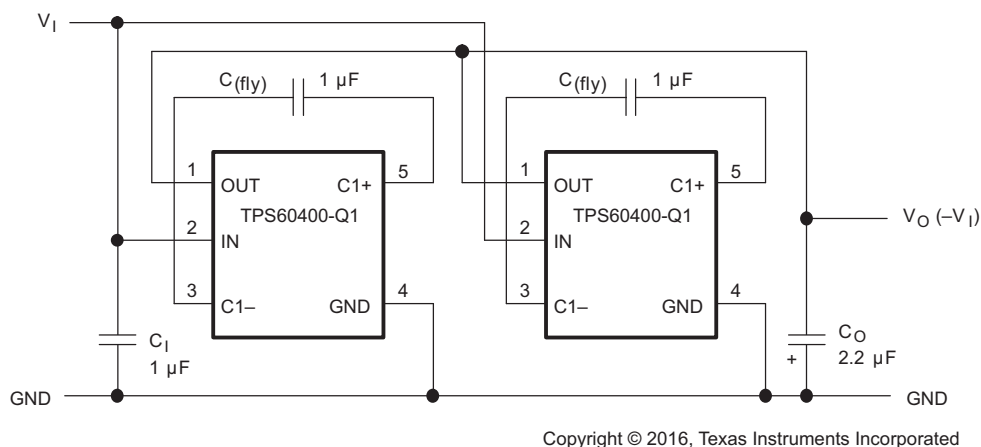 V_I
C_(fly) 1 µF
C_(fly) 1 µF
1 OUT C1+ 5
TPS60400-Q1
2 IN
3 C1– GND 4
1 OUT C1+ 5
TPS60400-Q1
2 IN
3 C1– GND 4
V_O (–V_I)
C_I
1 µF
C_O
+ 2.2 µF
GND
GND
Copyright © 2016, Texas Instruments Incorporated